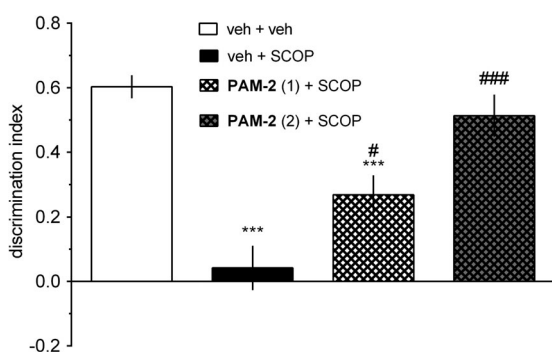 0.8
0.6
0.4
0.2
0.0
-0.2
discrimination index
veh + veh
veh + SCOP
PAM-2 (1) + SCOP
PAM-2 (2) + SCOP
***
#
***
###